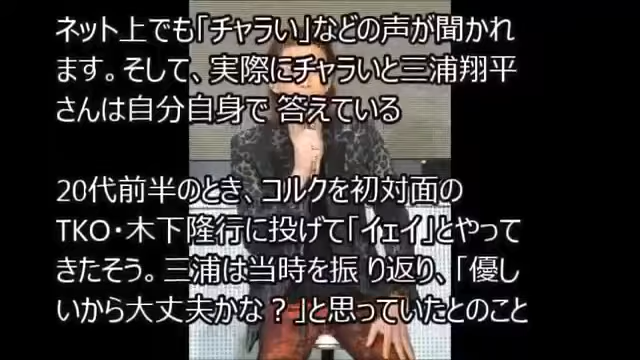 ネット上でも｢チャラい｣などの声が聞かれ
ます。そして、実際にチャラいと三浦翔平
さんは自分自身で 答えている
20代前半のとき、コルクを初対面の
TKO・木下隆行に投げて｢イェイ｣とやって
きたそう。三浦は当時を振 り返り、｢優し
いから大丈夫かな？｣と思っていたとのこと